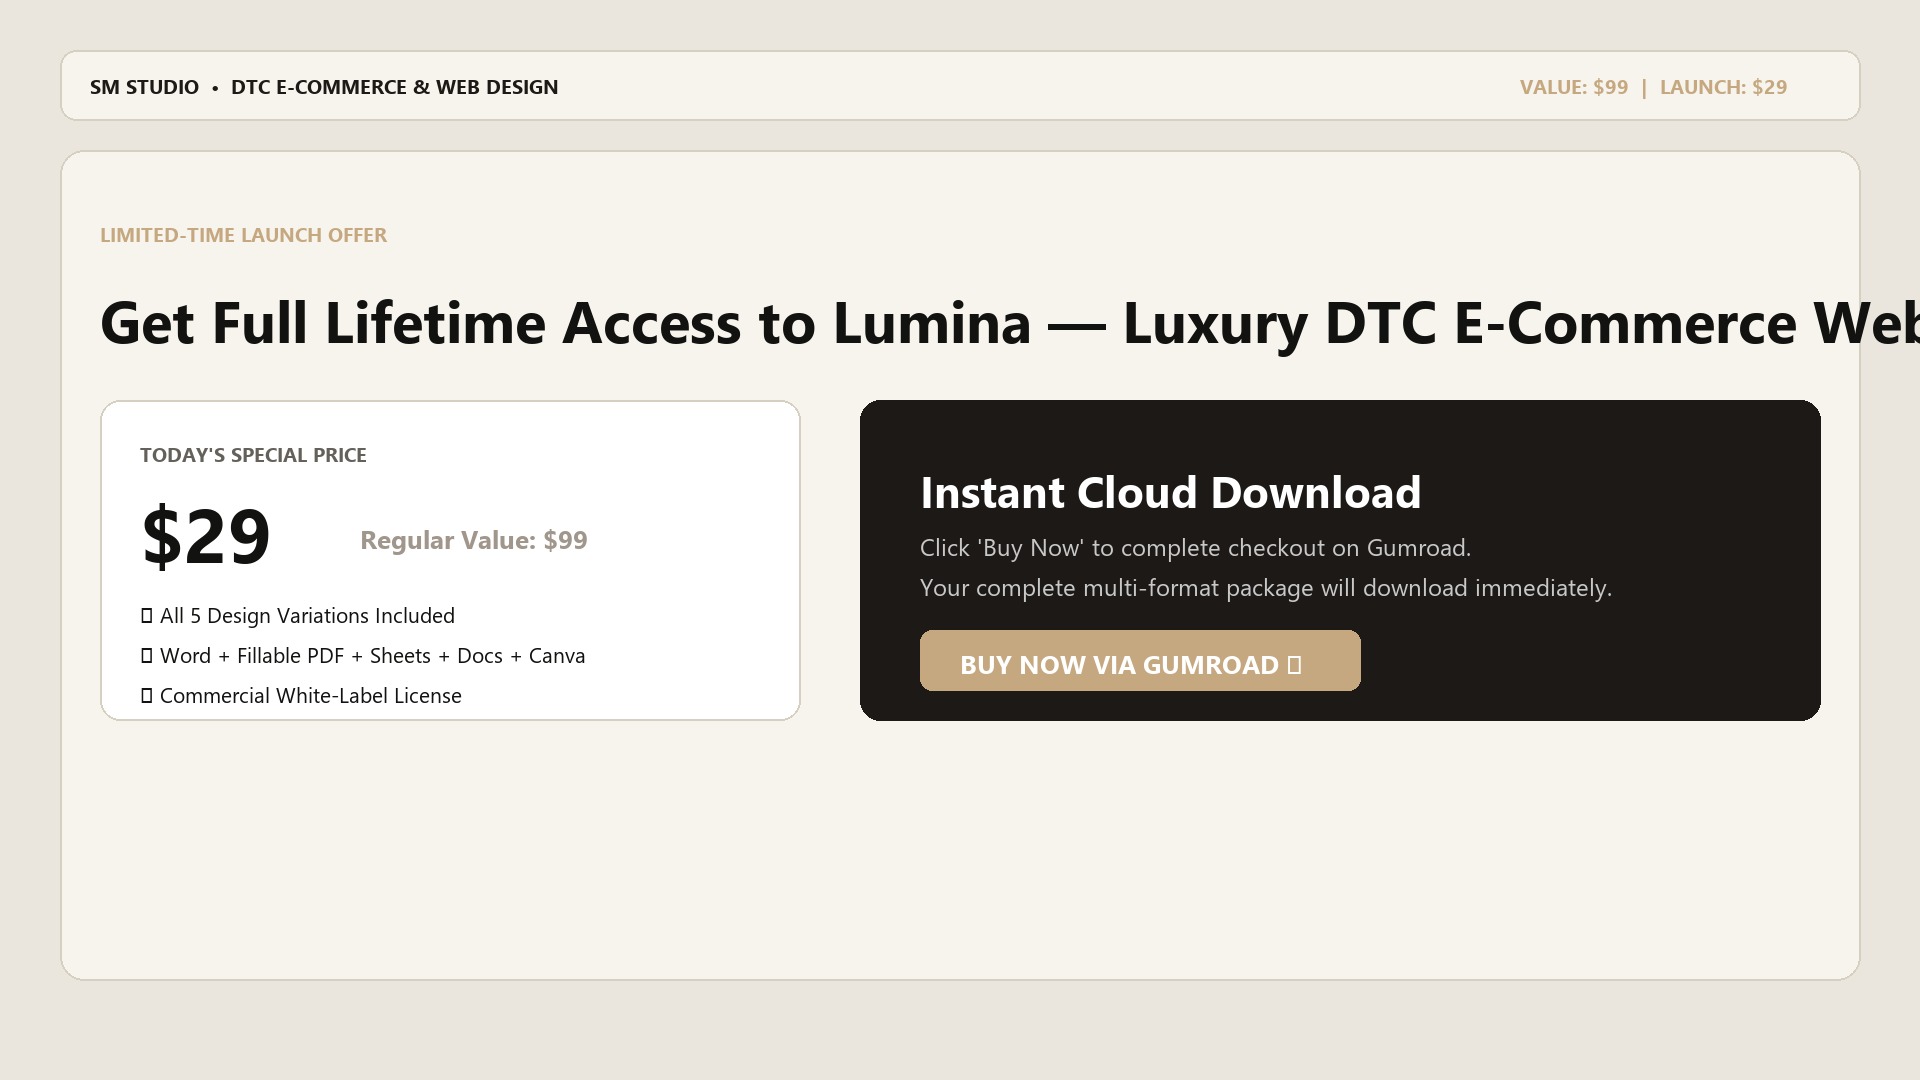 SM STUDIO • DTC E-COMMERCE & WEB DESIGN
VALUE: $99 | LAUNCH: $29
LIMITED-TIME LAUNCH OFFER
Get Full Lifetime Access to Lumina — Luxury DTC E-Commerce Web
TODAY'S SPECIAL PRICE
$29
Regular Value: $99
▯ All 5 Design Variations Included
▯ Word + Fillable PDF + Sheets + Docs + Canva
▯ Commercial White-Label License
Instant Cloud Download
Click 'Buy Now' to complete checkout on Gumroad.
Your complete multi-format package will download immediately.
BUY NOW VIA GUMROAD ▯